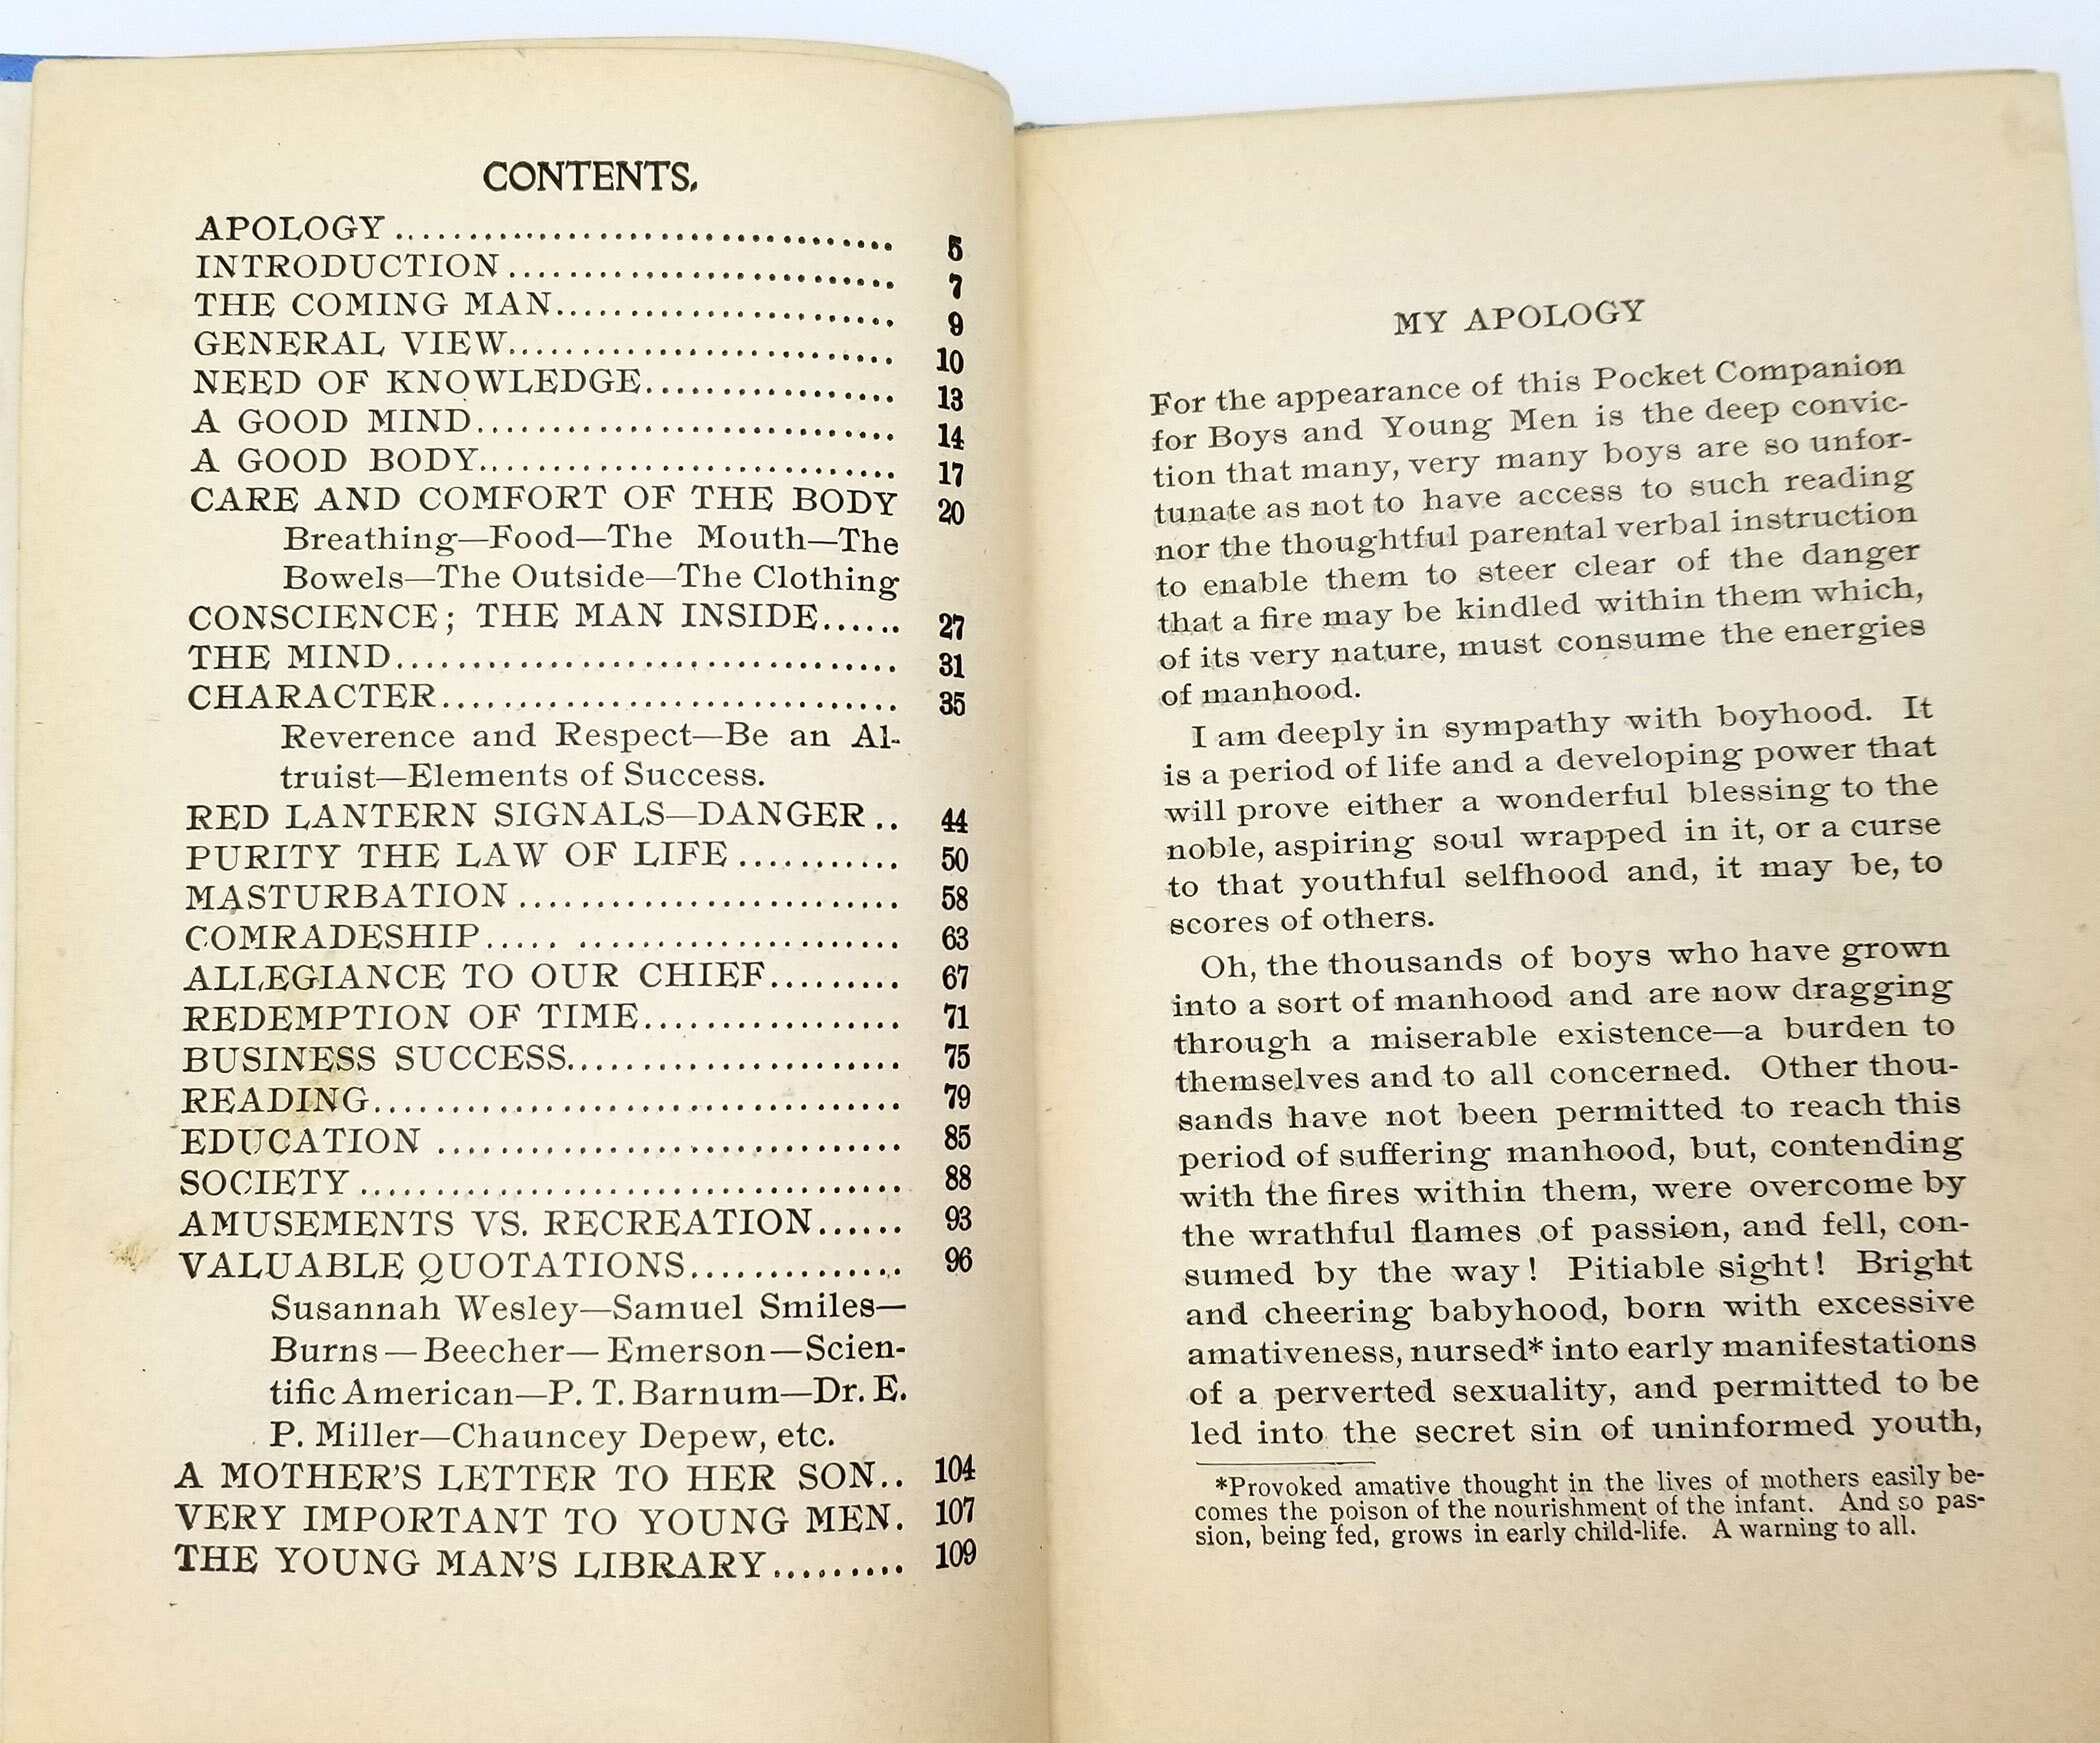 CONTENTS.
APOLOGY.................................. 5
INTRODUCTION.......................... 7
THE COMING MAN....................... 9
GENERAL VIEW.......................... 10
NEED OF KNOWLEDGE................. 13
A GOOD MIND............................ 14
A GOOD BODY............................ 17
CARE AND COMFORT OF THE BODY 20
Breathing—Food—The Mouth—The
Bowels—The Outside—The Clothing
CONSCIENCE; THE MAN INSIDE...... 27
THE MIND.................................. 31
CHARACTER............................... 35
Reverence and Respect—Be an Al-
truist—Elements of Success.
RED LANTERN SIGNALS—DANGER.. 44
PURITY THE LAW OF LIFE........... 50
MASTURBATION.......................... 58
COMRADESHIP..... ...................... 63
ALLEGIANCE TO OUR CHIEF......... 67
REDEMPTION OF TIME.................. 71
BUSINESS SUCCESS....................... 75
READING................................... 79
EDUCATION ............................... 85
SOCIETY .................................... 88
AMUSEMENTS VS. RECREATION...... 93
VALUABLE QUOTATIONS.............. 96
Susannah Wesley—Samuel Smiles—
Burns—Beecher—Emerson—Scien-
tific American—P. T. Barnum—Dr. E.
P. Miller—Chauncey Depew, etc.
A MOTHER'S LETTER TO HER SON.. 104
VERY IMPORTANT TO YOUNG MEN. 107
THE YOUNG MAN'S LIBRARY......... 109
MY APOLOGY
For the appearance of this Pocket Companion
for Boys and Young Men is the deep convic-
tion that many, very many boys are so unfor-
tunate as not to have access to such reading
nor the thoughtful parental verbal instruction
to enable them to steer clear of the danger
that a fire may be kindled within them which,
of its very nature, must consume the energies
of manhood.
I am deeply in sympathy with boyhood. It
is a period of life and a developing power that
will prove either a wonderful blessing to the
noble, aspiring soul wrapped in it, or a curse
to that youthful selfhood and, it may be, to
scores of others.
Oh, the thousands of boys who have grown
into a sort of manhood and are now dragging
through a miserable existence—a burden to
themselves and to all concerned. Other thou-
sands have not been permitted to reach this
period of suffering manhood, but, contending
with the fires within them, were overcome by
the wrathful flames of passion, and fell, con-
sumed by the way! Pitiable sight! Bright
and cheering babyhood, born with excessive
amativeness, nursed* into early manifestations
of a perverted sexuality, and permitted to be
led into the secret sin of uninformed youth,
*Provoked amative thought in the lives of mothers easily be-
comes the poison of the nourishment of the infant. And so pas-
sion, being fed, grows in early child-life. A warning to all.